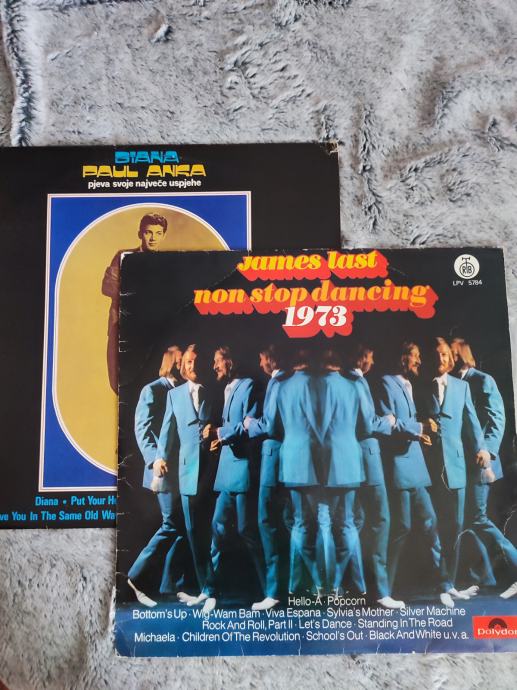 DIANA
PAUL ANKA
pjeva svoje največe uspjehe
Diana • Put Your He
ve You In The Same Old Wa
james last
non stop dancing
1973
RTB
LPV 5784
Hello-A · Popcorn
Bottom's Up · Wig-Wam Bam · Viva Espana · Sylvia's Mother · Silver Machine
Rock And Roll, Part II · Let's Dance · Standing In The Road
Michaela · Children Of The Revolution · School's Out · Black And White u.v.a.
Polydor